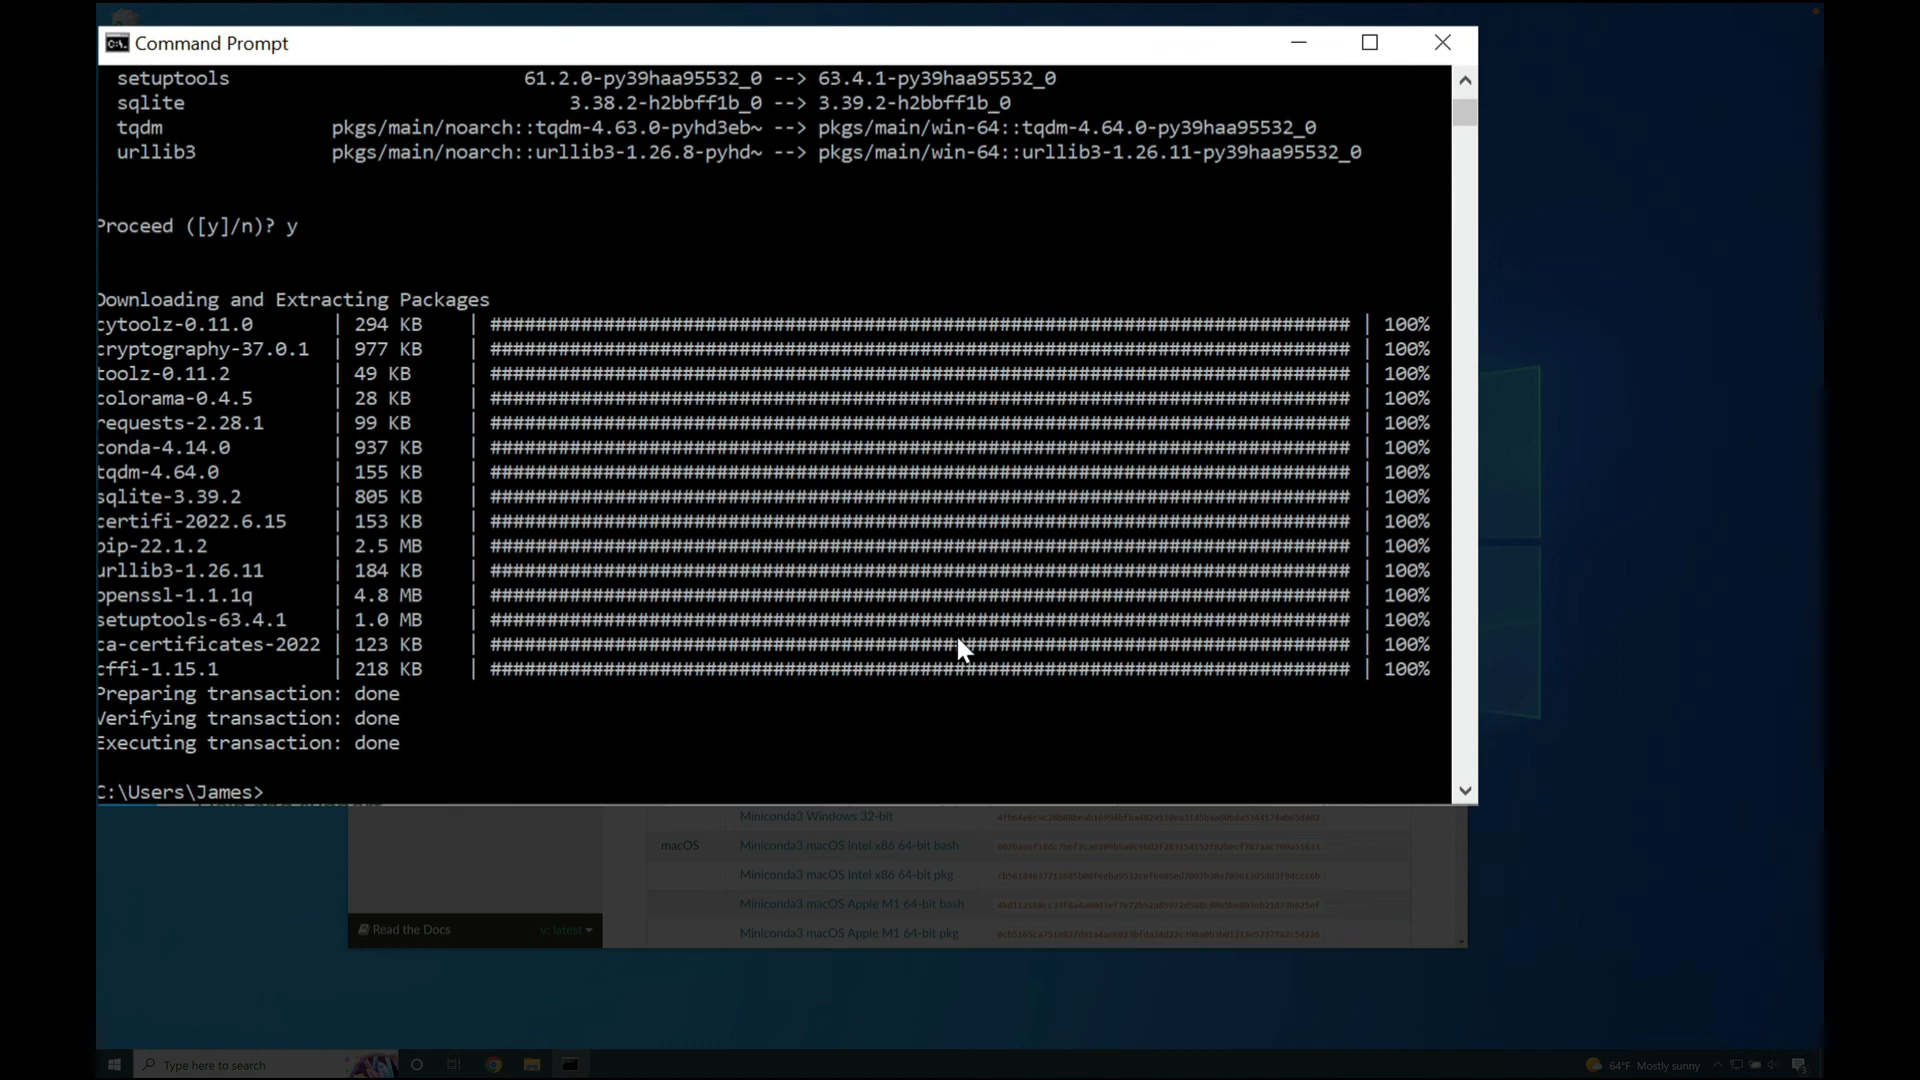 Command Prompt
setuptools 61.2.0-py39haa95532_0 --> 63.4.1-py39haa95532_0
sqlite 3.38.2-h2bbff1b_0 --> 3.39.2-h2bbff1b_0
tqdm pkgs/main/noarch::tqdm-4.63.0-pyhd3eb~ --> pkgs/main/win-64::tqdm-4.64.0-py39haa95532_0
urllib3 pkgs/main/noarch::urllib3-1.26.8-pyhd~ --> pkgs/main/win-64::urllib3-1.26.11-py39haa95532_0
Proceed ([y]/n)? y
Downloading and Extracting Packages
cytoolz-0.11.0 | 294 KB | ############################################################################ | 100%
cryptography-37.0.1 | 977 KB | ############################################################################ | 100%
toolz-0.11.2 | 49 KB | ############################################################################ | 100%
colorama-0.4.5 | 28 KB | ############################################################################ | 100%
requests-2.28.1 | 99 KB | ############################################################################ | 100%
conda-4.14.0 | 937 KB | ############################################################################ | 100%
tqdm-4.64.0 | 155 KB | ############################################################################ | 100%
sqlite-3.39.2 | 805 KB | ############################################################################ | 100%
certifi-2022.6.15 | 153 KB | ############################################################################ | 100%
pip-22.1.2 | 2.5 MB | ############################################################################ | 100%
urllib3-1.26.11 | 184 KB | ############################################################################ | 100%
openssl-1.1.1q | 4.8 MB | ############################################################################ | 100%
setuptools-63.4.1 | 1.0 MB | ############################################################################ | 100%
ca-certificates-2022 | 123 KB | ############################################################################ | 100%
cffi-1.15.1 | 218 KB | ############################################################################ | 100%
Preparing transaction: done
Verifying transaction: done
Executing transaction: done
C:\Users\James>
Miniconda3 Windows 32-bit
macOS Miniconda3 macOS Intel x86 64-bit bash
Miniconda3 macOS Intel x86 64-bit pkg
Miniconda3 macOS Apple M1 64-bit bash
Read the Docs v: latest
Miniconda3 macOS Apple M1 64-bit pkg
Type here to search
64°F Mostly sunny